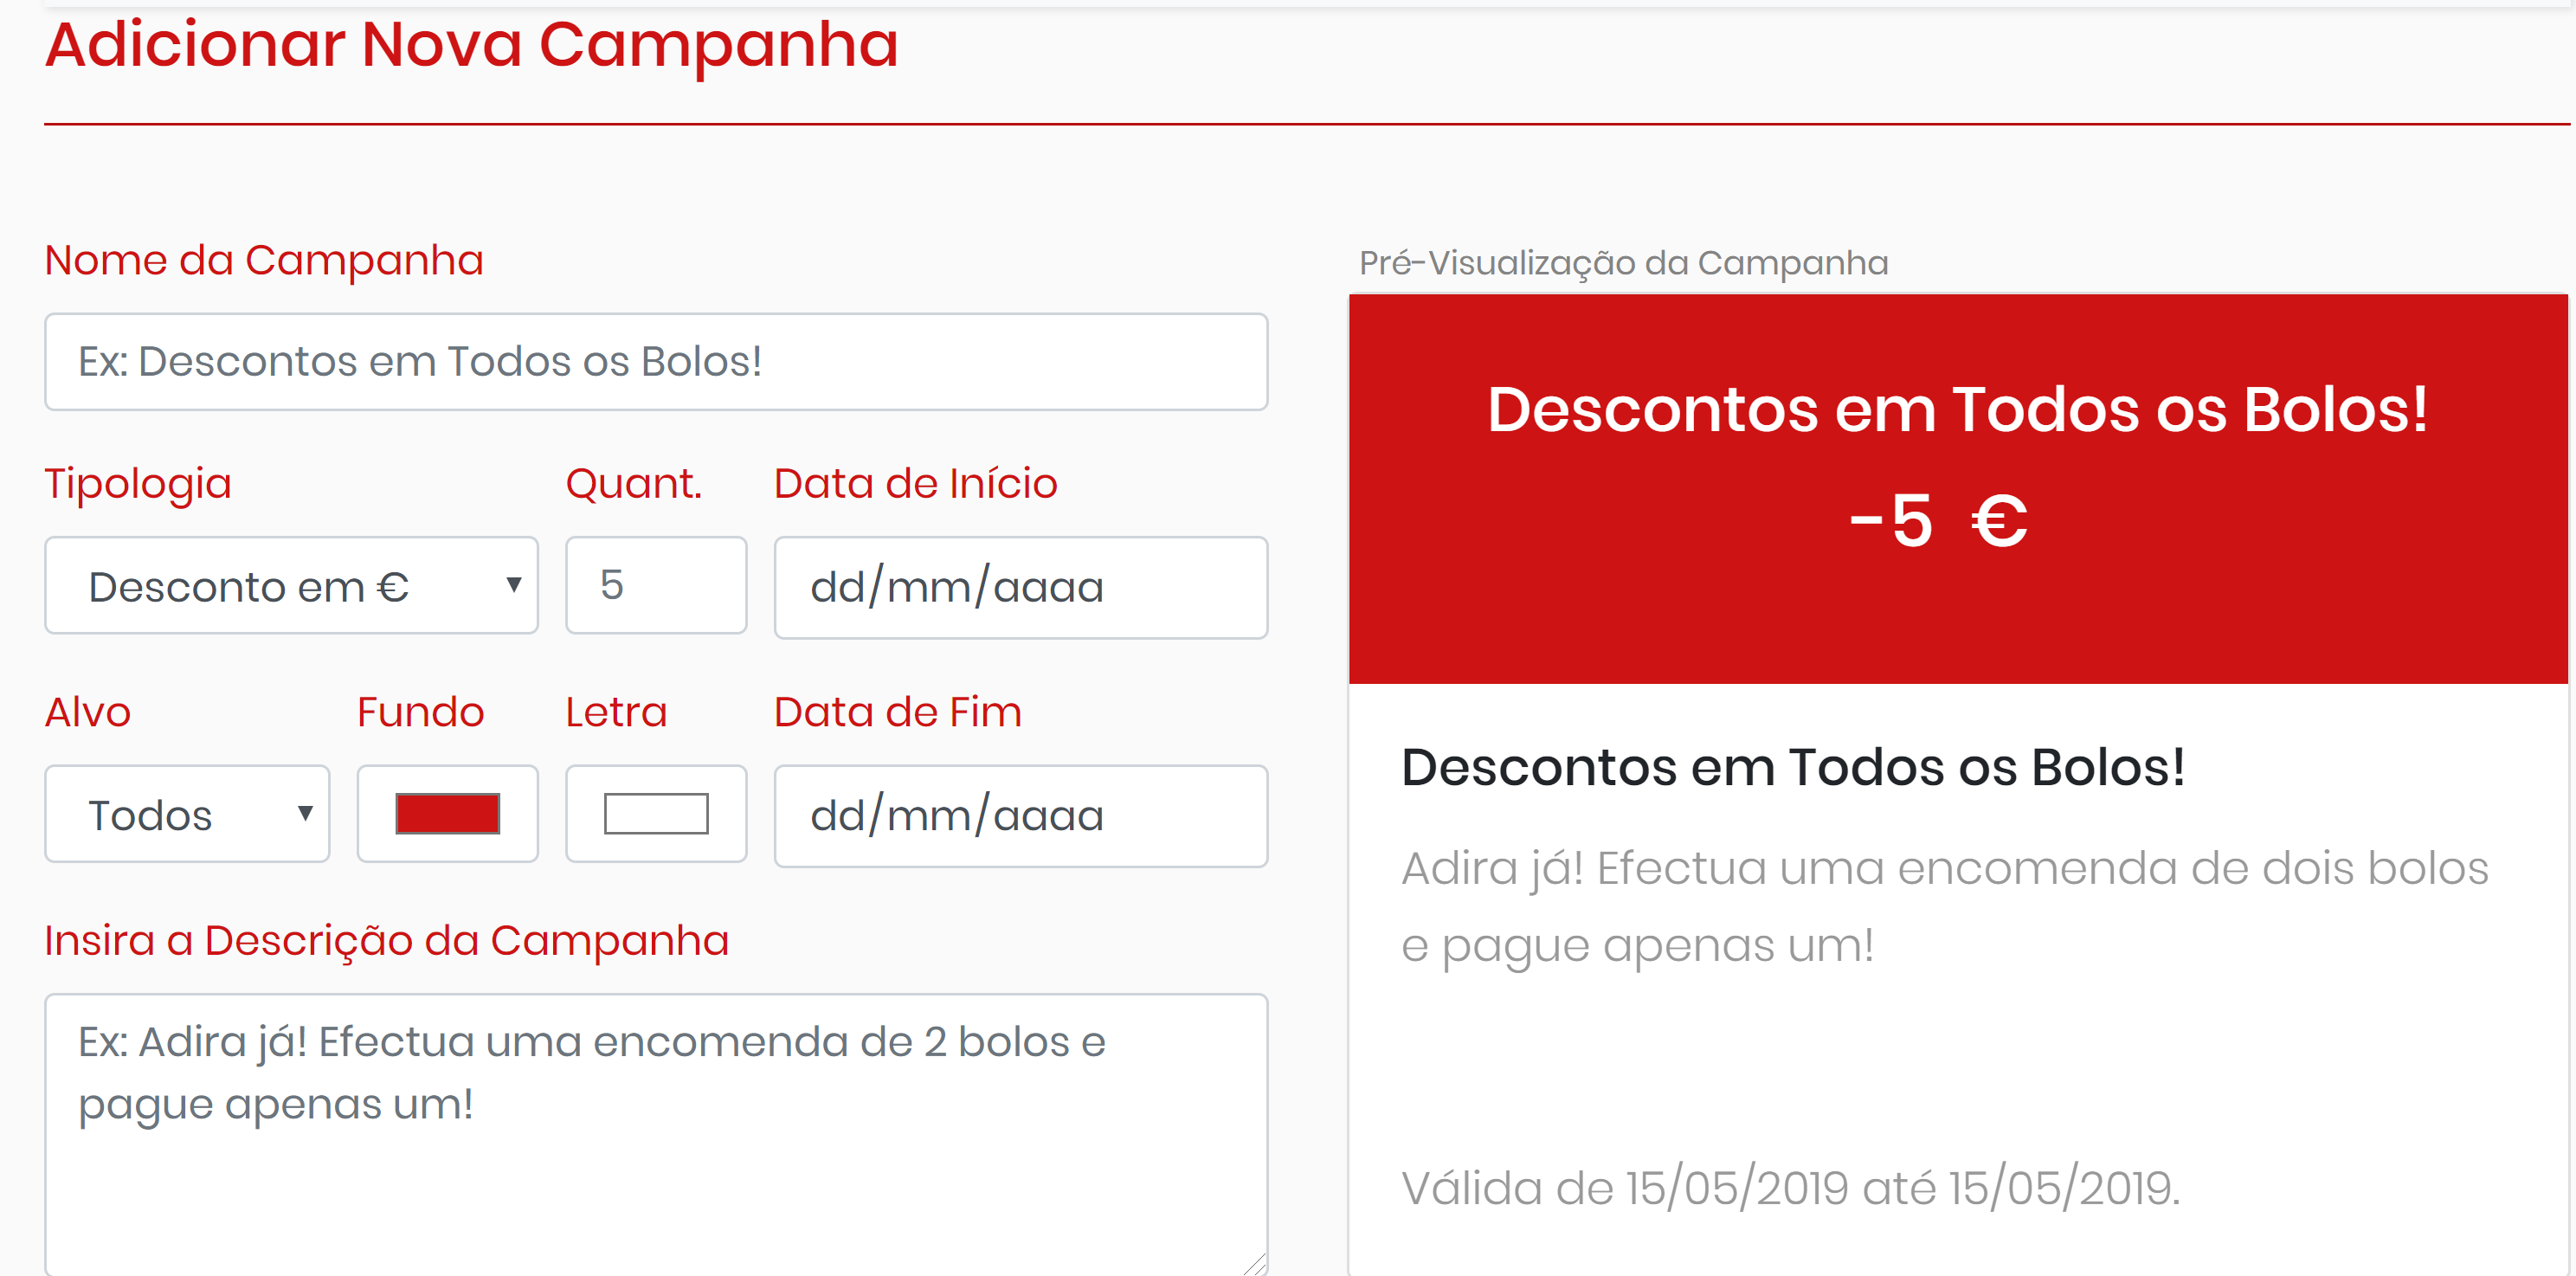 Adicionar Nova Campanha
Nome da Campanha
Ex: Descontos em Todos os Bolos!
Tipologia
Quant.
Data de Início
Desconto em €
5
dd/mm/aaaa
Alvo
Fundo
Letra
Data de Fim
Todos
dd/mm/aaaa
Insira a Descrição da Campanha
Ex: Adira já! Efectua uma encomenda de 2 bolos e
pague apenas um!
Pré-Visualização da Campanha
Descontos em Todos os Bolos!
-5 €
Descontos em Todos os Bolos!
Adira já! Efectua uma encomenda de dois bolos
e pague apenas um!
Válida de 15/05/2019 até 15/05/2019.